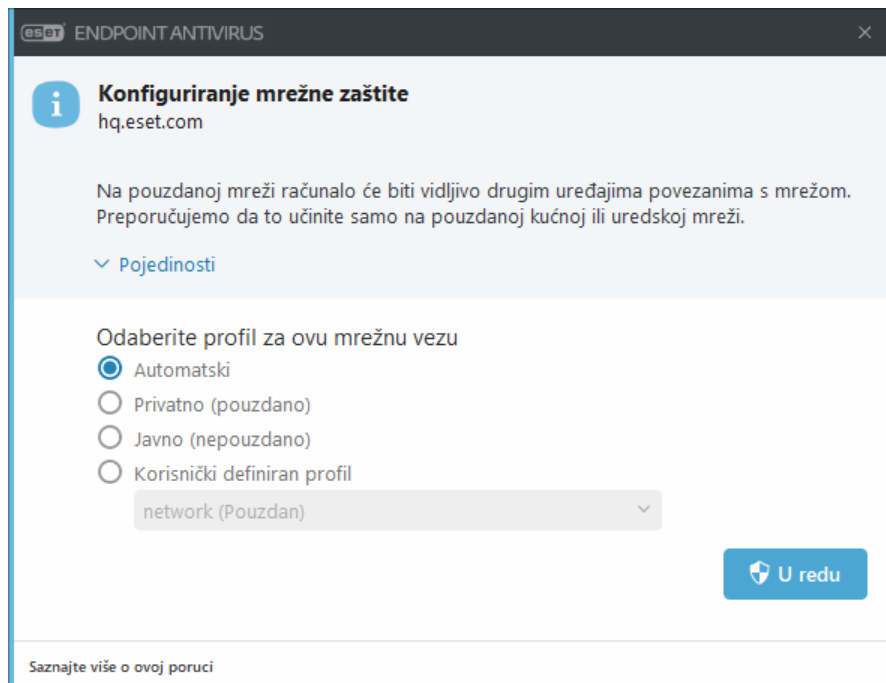 eset ENDPOINT ANTIVIRUS
Konfiguriranje mrežne zaštite
hq.eset.com
Na pouzdanoj mreži računalo će biti vidljivo drugim uređajima povezanima s mrežom.
Preporučujemo da to učinite samo na pouzdanoj kućnoj ili uredskoj mreži.
Pojedinosti
Odaberite profil za ovu mrežnu vezu
Automatski
Privatno (pouzdano)
Javno (nepouzdano)
Korisnički definiran profil
network (Pouzdan)
U redu
Saznajte više o ovoj poruci